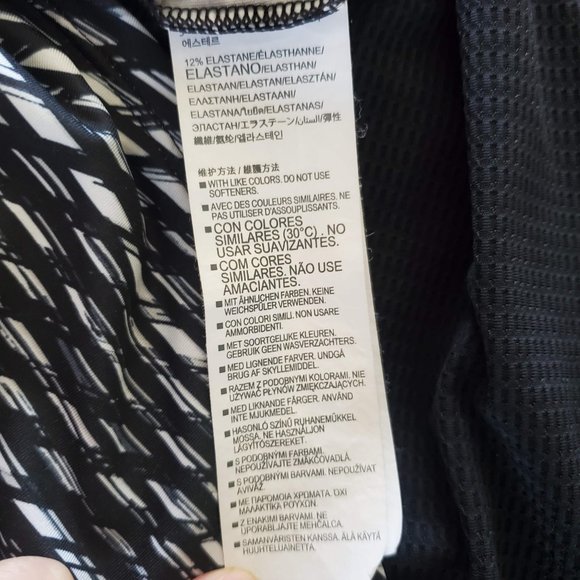 에스테르
12% ELASTANE/ÉLASTHANNE/
ELASTANO/ELASTHAN/
ELASTAAN/ELASTAN/ELASZTÁN/
ΕΛΑΣΤΑΝΗ/ELASTAANI/
ELASTANAS/
ЭЛАСТАН/エラステーン/彈性
纖維/氨纶/엘라스테인
维护方法 / 維護方法
■ WITH LIKE COLORS. DO NOT USE
SOFTENERS.
■ AVEC DES COULEURS SIMILAIRES. NE
PAS UTILISER D'ASSOUPLISSANTS.
■ CON COLORES
SIMILARES (30°C) . NO
USAR SUAVIZANTES.
■ COM CORES
SIMILARES. NÃO USE
AMACIANTES.
■ MIT ÄHNLICHEN FARBEN. KEINE
WEICHSPÜLER VERWENDEN.
■ CON COLORI SIMILI. NON USARE
AMMORBIDENTI.
■ MET SOORTGELIJKE KLEUREN.
GEBRUIK GEEN WASVERZACHTERS.
■ MED LIGNENDE FARVER. UNDGÅ
BRUG AF SKYLLEMIDDEL.
■ RAZEM Z PODOBNYMI KOLORAMI. NIE
UŻYWAĆ PŁYNÓW ZMIĘKCZAJĄCYCH.
■ MED LIKNANDE FÄRGER. ANVÄND
INTE MJUKMEDEL.
■ HASONLÓ SZÍNŰ RUHANEMŰKKEL
MOSSA. NE HASZNÁLJON
LÁGYÍTÓSZEREKET.
■ S PODOBNÝMI FARBAMI.
NEPOUŽÍVAJTE ZMÄKČOVADLÁ.
■ S PODOBNÝMI BARVAMI. NEPOUŽÍVAT
AVIVÁŽ.
■ ΜΕ ΠΑΡΟΜΟΙΑ ΧΡΩΜΑΤΑ. ΟΧΙ
ΜΑΛΑΚΤΙΚΑ ΡΟΥΧΩΝ.
■ Z ENAKIMI BARVAMI. NE
UPORABLJAJTE MEHČALCA.
■ SAMANVÄRISTEN KANSSA. ÄLÄ KÄYTÄ
HUUHTELUAINETTA.